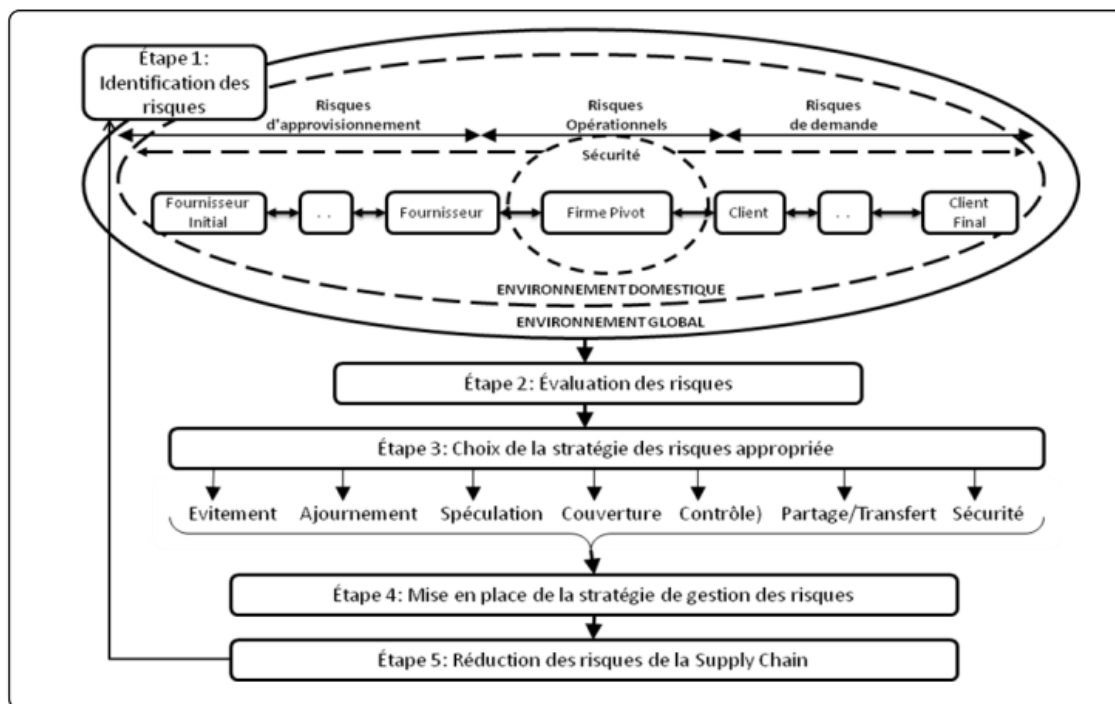 Étape 1:
Identification des
risques
Risques
d'approvisionnement
Risques
Opérationnels
Risques
de demande
Sécurité
Fournisseur
Initial
. .
Fournisseur
Firme Pivot
Client
. .
Client
Final
ENVIRONNEMENT DOMESTIQUE
ENVIRONNEMENT GLOBAL
Étape 2: Évaluation des risques
Étape 3: Choix de la stratégie des risques appropriée
Evitement Ajournement Spéculation Couverture Contrôle) Partage/Transfert Sécurité
Étape 4: Mise en place de la stratégie de gestion des risques
Étape 5: Réduction des risques de la Supply Chain